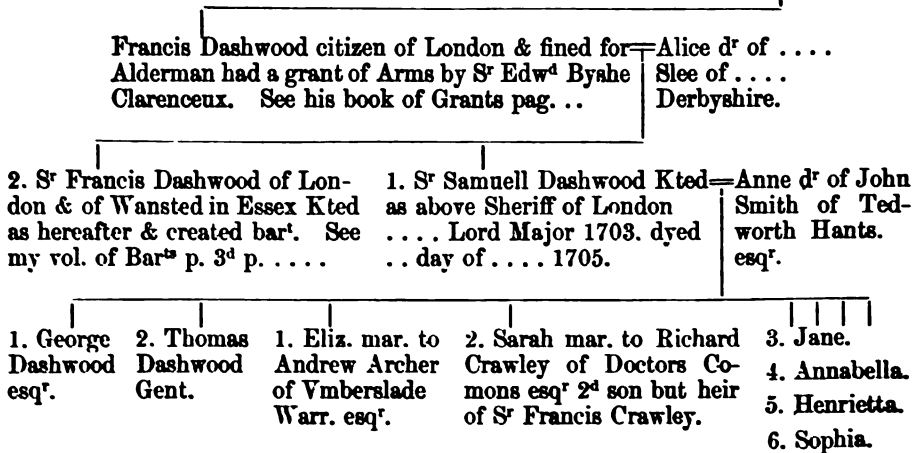 Francis Dashwood citizen of London & fined for=Alice dʳ of . . . .
Alderman had a grant of Arms by Sʳ Edwᵈ Byshe
Clarenceux. See his book of Grants pag. . .
Slee of . . . .
Derbyshire.
2. Sʳ Francis Dashwood of Lon-
don & of Wansted in Essex Kted
as hereafter & created barᵗ. See
my vol. of Barᵗˢ p. 3ᵈ p. . . . .
1. Sʳ Samuell Dashwood Kted=Anne dʳ of John
as above Sheriff of London
. . . . Lord Major 1703. dyed
. . day of . . . . 1705.
Smith of Ted-
worth Hants.
esqʳ.
1. George
Dashwood
esqʳ.
2. Thomas
Dashwood
Gent.
1. Eliz. mar. to
Andrew Archer
of Vmberslade
Warr. esqʳ.
2. Sarah mar. to Richard
Crawley of Doctors Co-
mons esqʳ 2ᵈ son but heir
of Sʳ Francis Crawley.
3. Jane.
4. Annabella.
5. Henrietta.
6. Sophia.